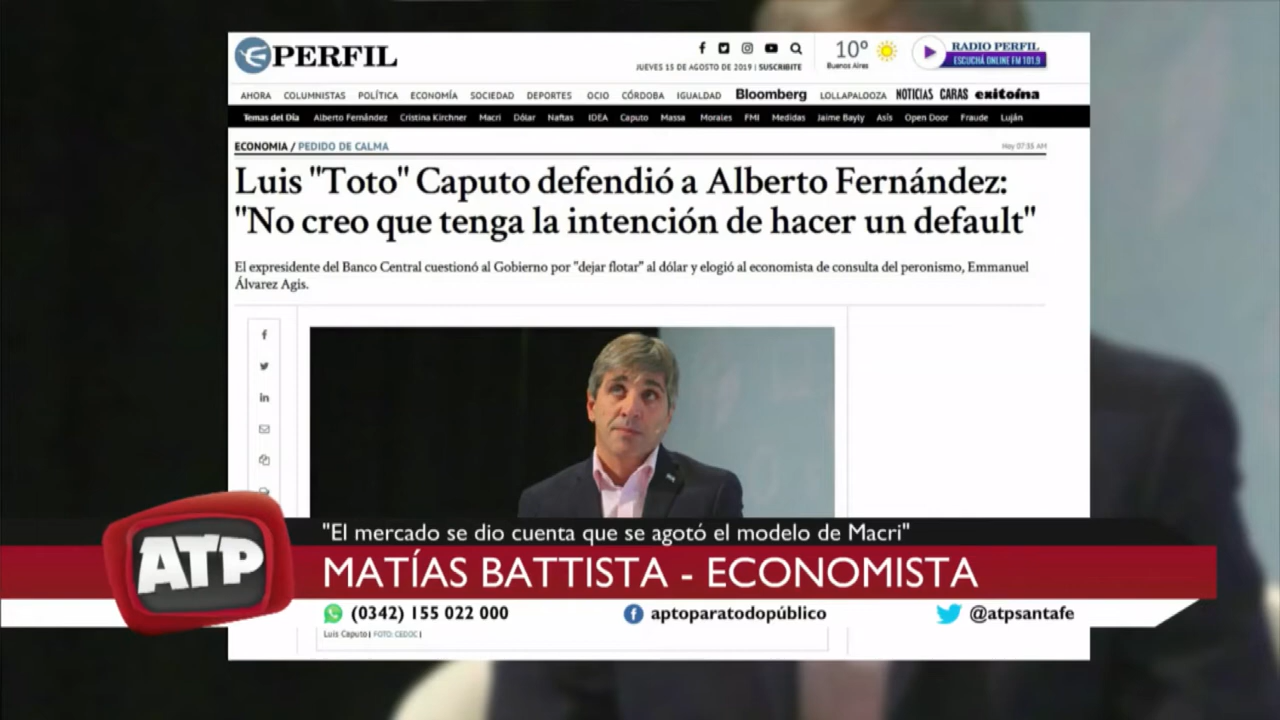 PERFIL
JUEVES 15 DE AGOSTO DE 2019 | SUSCRIBITE
10º
Buenos Aires
RADIO PERFIL
ESCUCHÁ ONLINE FM 101.9
AHORA COLUMNISTAS POLÍTICA ECONOMÍA SOCIEDAD DEPORTES OCIO CÓRDOBA IGUALDAD Bloomberg LOLLAPALOOZA NOTICIAS CARAS exitoína
Temas del Día Alberto Fernández Cristina Kirchner Macri Dólar Naftas IDEA Caputo Massa Morales FMI Medidas Jaime Bayly Asís Open Door Fraude Luján
ECONOMIA / PEDIDO DE CALMA
Hoy 07:35 AM
Luis "Toto" Caputo defendió a Alberto Fernández:
"No creo que tenga la intención de hacer un default"
El expresidente del Banco Central cuestionó al Gobierno por "dejar flotar" al dólar y elogió al economista de consulta del peronismo, Emmanuel
Álvarez Agis.
ATP
"El mercado se dio cuenta que se agotó el modelo de Macri"
MATÍAS BATTISTA - ECONOMISTA
(0342) 155 022 000 aptoparatodopúblico @atpsantafe
Luis Caputo | FOTO: CEDOC |